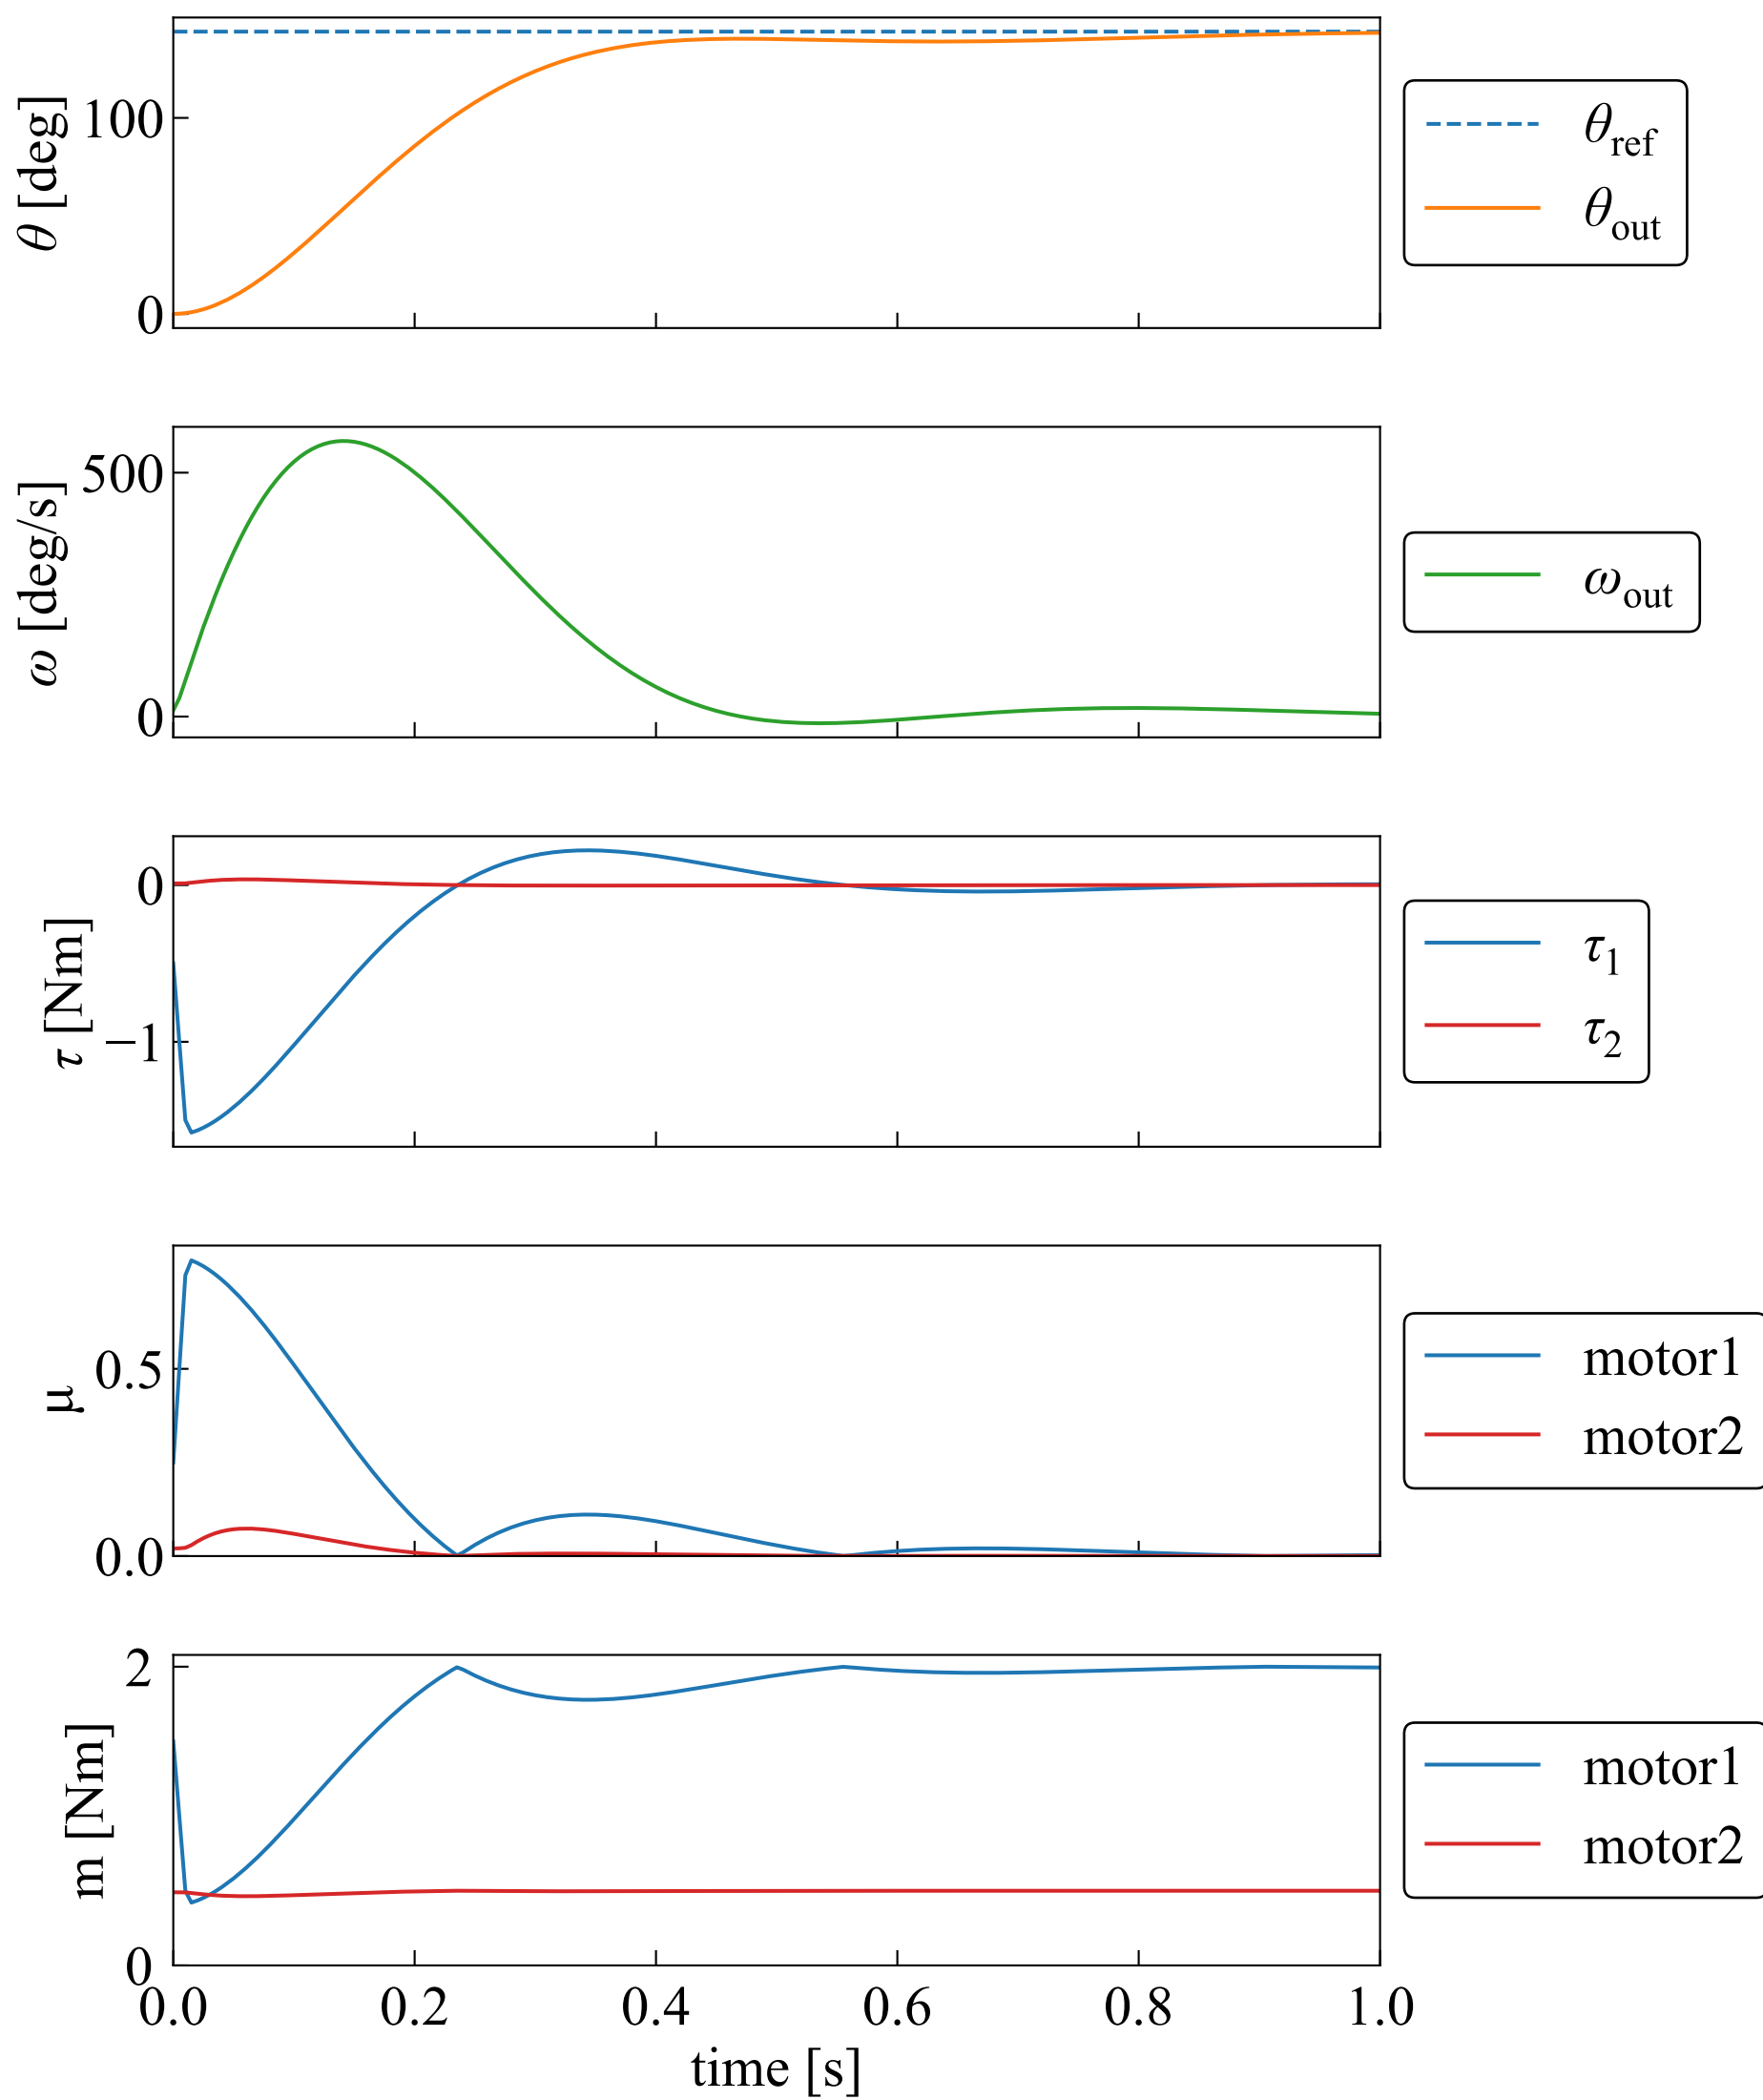 θ [deg]
100
0
θref
θout
ω [deg/s]
500
0
ωout
τ [Nm]
0
−1
τ1
τ2
μ
0.5
0.0
motor1
motor2
m [Nm]
2
0
motor1
motor2
0.0 0.2 0.4 0.6 0.8 1.0
time [s]